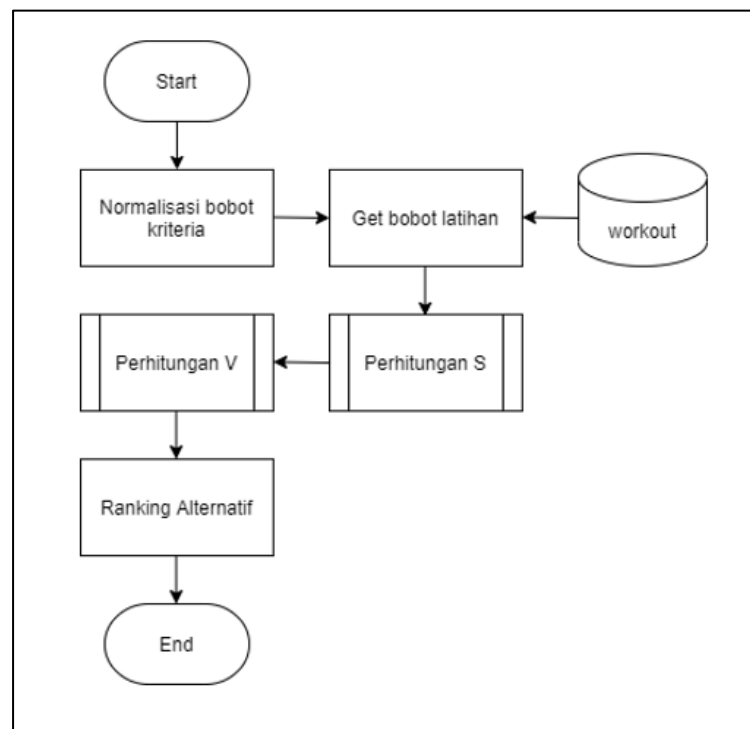 Start
Normalisasi bobot
kriteria
Get bobot latihan
workout
Perhitungan V
Perhitungan S
Ranking Alternatif
End